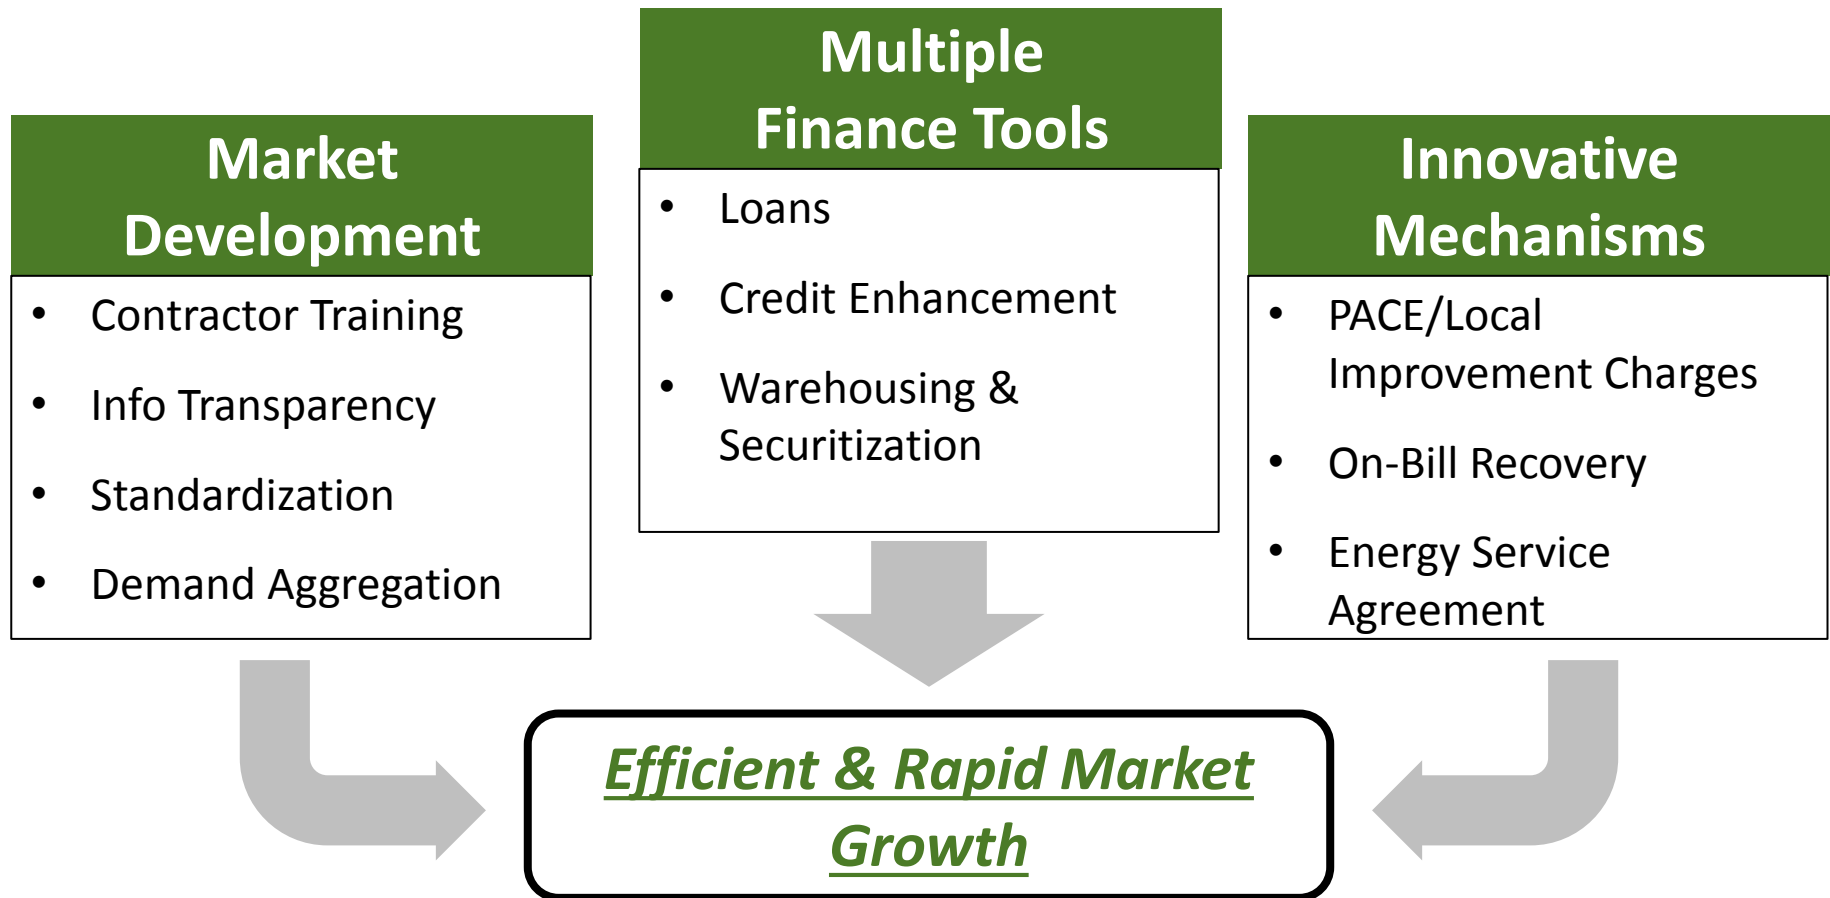 Market
Development
• Contractor Training
• Info Transparency
• Standardization
• Demand Aggregation
Multiple
Finance Tools
• Loans
• Credit Enhancement
• Warehousing &
Securitization
Innovative
Mechanisms
• PACE/Local
Improvement Charges
• On-Bill Recovery
• Energy Service
Agreement
Efficient & Rapid Market
Growth